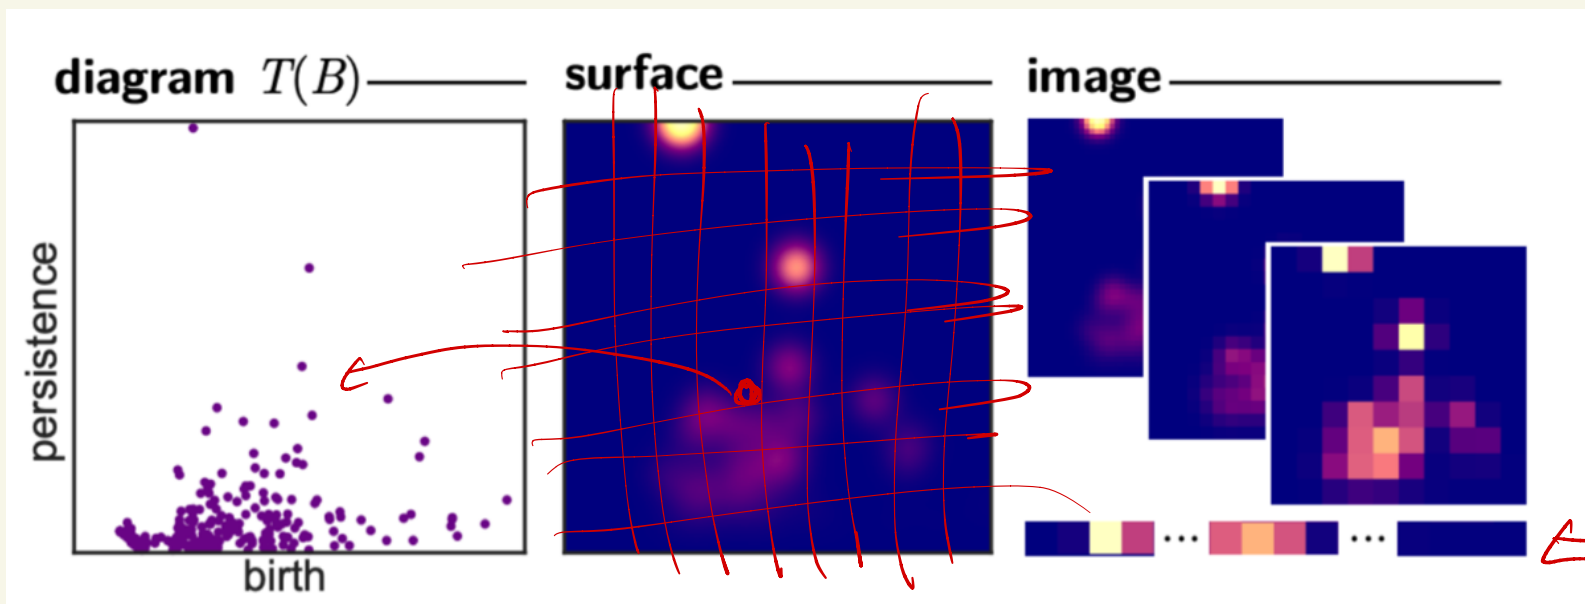 diagram T(B)
surface
image
persistence
birth
... ...